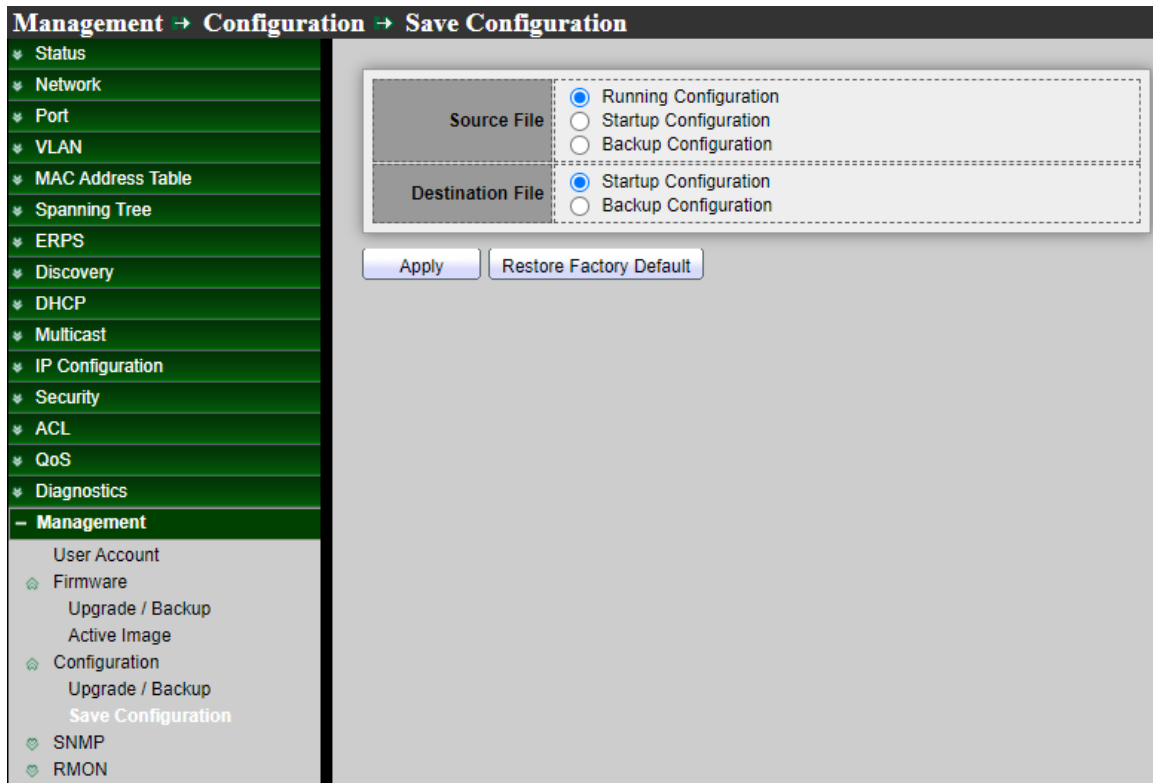 Management → Configuration → Save Configuration
Status
Network
Port
VLAN
MAC Address Table
Spanning Tree
ERPS
Discovery
DHCP
Multicast
IP Configuration
Security
ACL
QoS
Diagnostics
Management
User Account
Firmware
Upgrade / Backup
Active Image
Configuration
Upgrade / Backup
Save Configuration
SNMP
RMON
Source File
Running Configuration
Startup Configuration
Backup Configuration
Destination File
Startup Configuration
Backup Configuration
Apply
Restore Factory Default